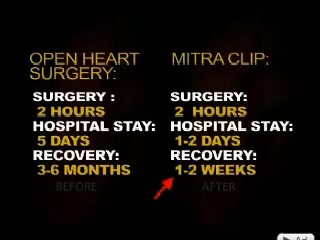 OPEN HEART
SURGERY:
SURGERY :
2 HOURS
HOSPITAL STAY:
5 DAYS
RECOVERY:
3-6 MONTHS
BEFORE
MITRA CLIP:
SURGERY:
2 HOURS
HOSPITAL STAY:
1-2 DAYS
RECOVERY:
1-2 WEEKS
AFTER
Ad